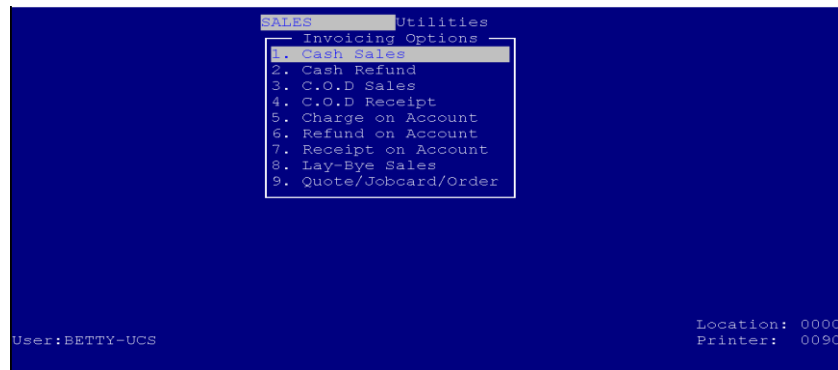 SALES Utilities
Invoicing Options
1. Cash Sales
2. Cash Refund
3. C.O.D Sales
4. C.O.D Receipt
5. Charge on Account
6. Refund on Account
7. Receipt on Account
8. Lay-Bye Sales
9. Quote/Jobcard/Order
Location: 0000
User:BETTY-UCS Printer: 0090